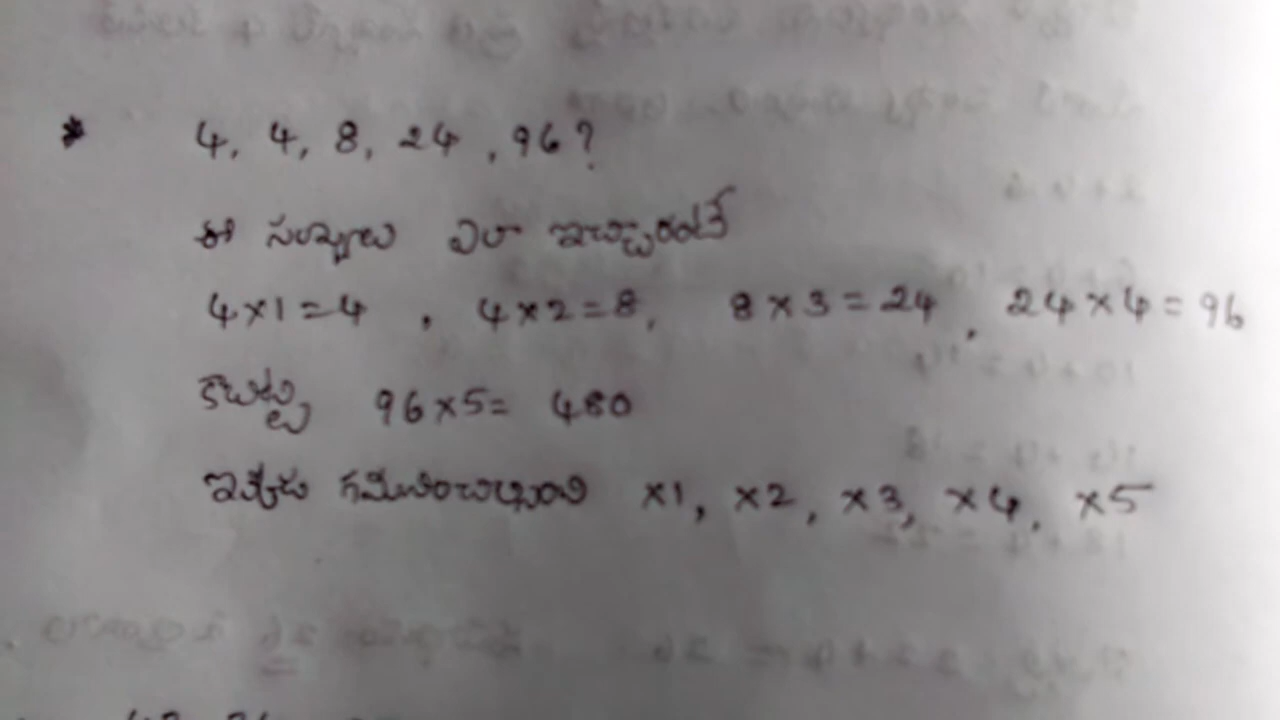 * 4, 4, 8, 24, 96?
ఈ సంఖ్యలు ఎలా ఇచ్చారంటే
4×1=4, 4×2=8, 8×3=24, 24×4=96
కాబట్టి 96×5= 480
ఇక్కడ గమనించవలసింది ×1, ×2, ×3, ×4, ×5